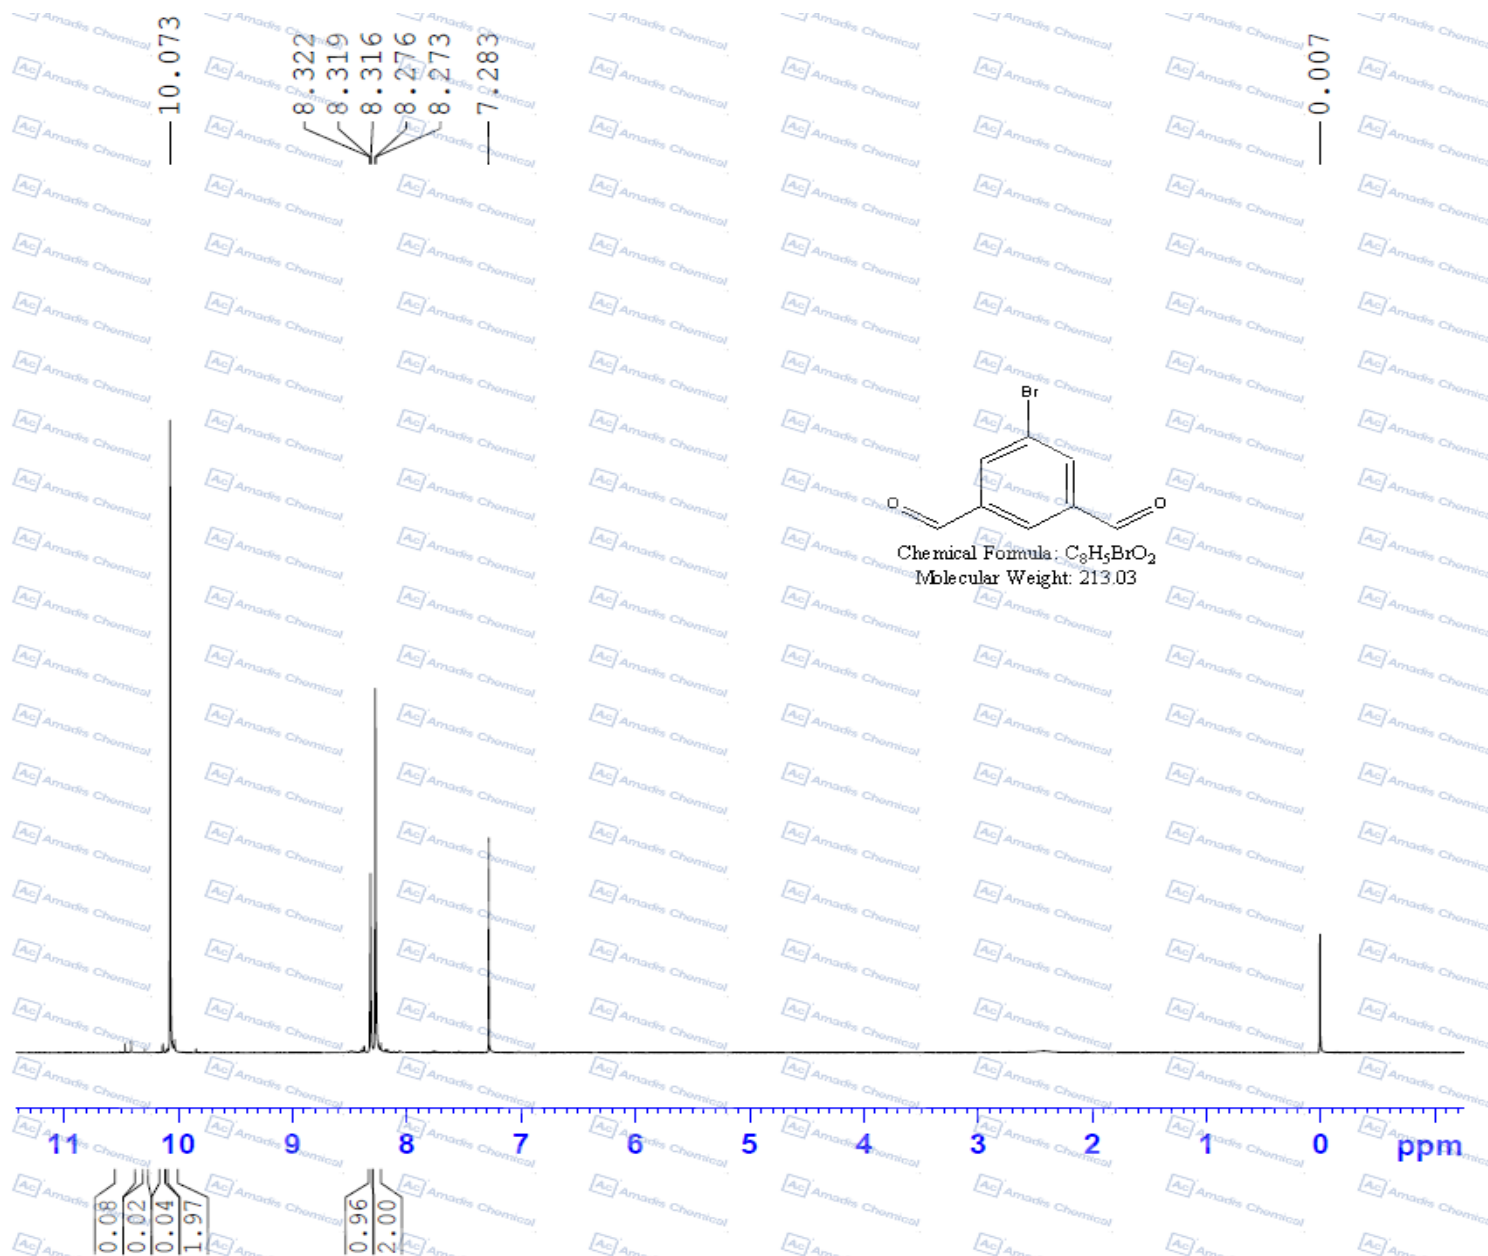 10.073
8.322
8.319
8.316
8.276
8.273
7.283
0.007
Br
O
O
Chemical Formula: C₈H₅BrO₂
Molecular Weight: 213.03
11 10 9 8 7 6 5 4 3 2 1 0 ppm
0.08
0.02
0.04
1.97
0.96
2.00
Ac Amadis Chemical